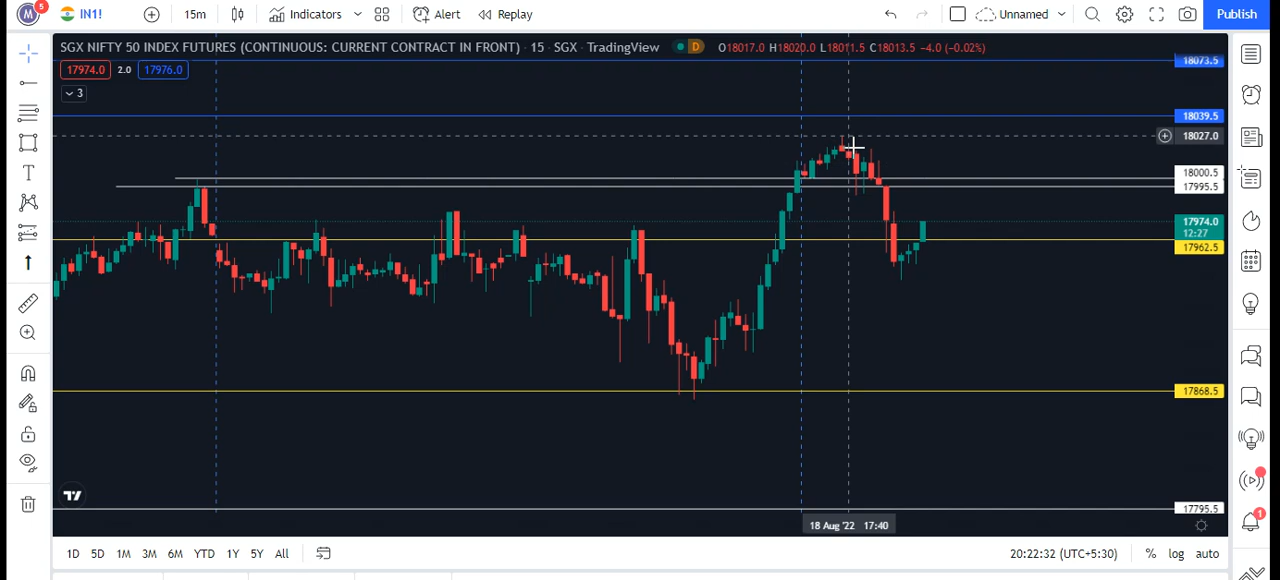 M 5 IN1! 15m Indicators Alert Replay Unnamed Publish
SGX NIFTY 50 INDEX FUTURES (CONTINUOUS: CURRENT CONTRACT IN FRONT) · 15 · SGX · TradingView D O18017.0 H18020.0 L18011.5 C18013.5 −4.0 (−0.02%)
17974.0 2.0 17976.0
3
18073.5
18039.5
18027.0
18000.5
17995.5
17974.0
12:27
17962.5
17868.5
17795.5
18 Aug '22 17:40
1
1D 5D 1M 3M 6M YTD 1Y 5Y All 20:22:32 (UTC+5:30) % log auto